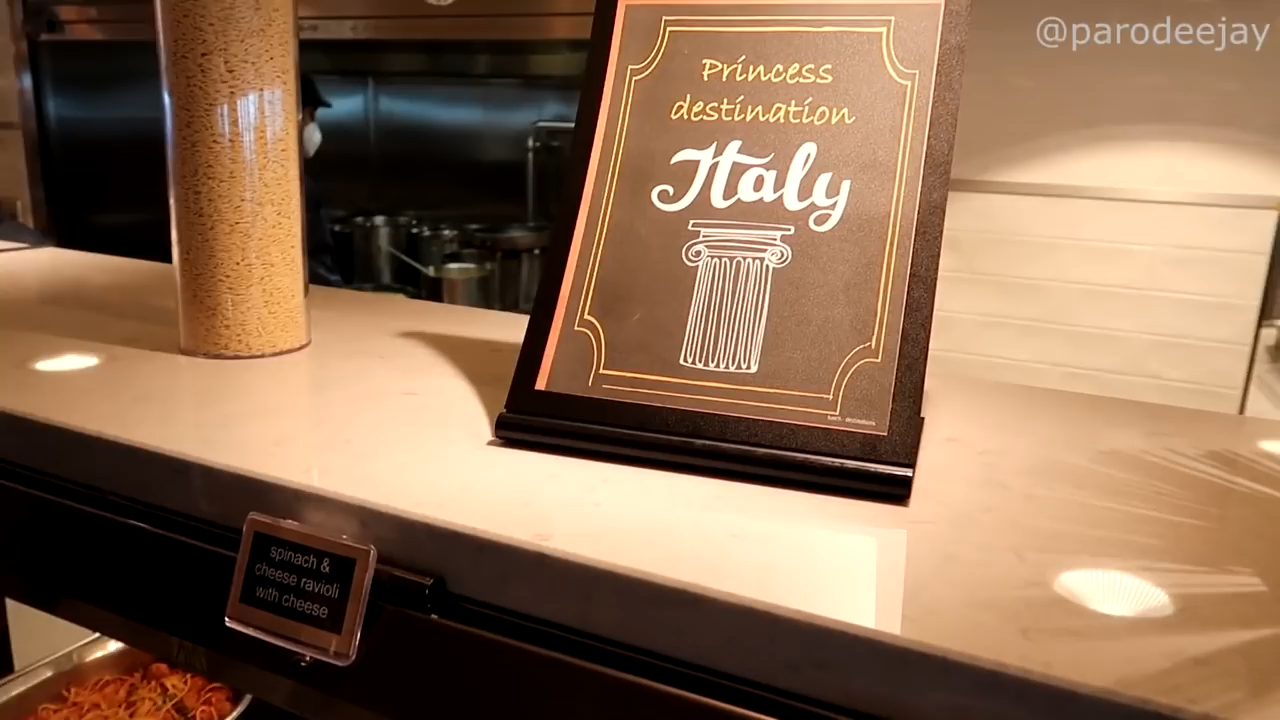 @parodeejay
Princess
destination
Italy
spinach &
cheese ravioli
with cheese